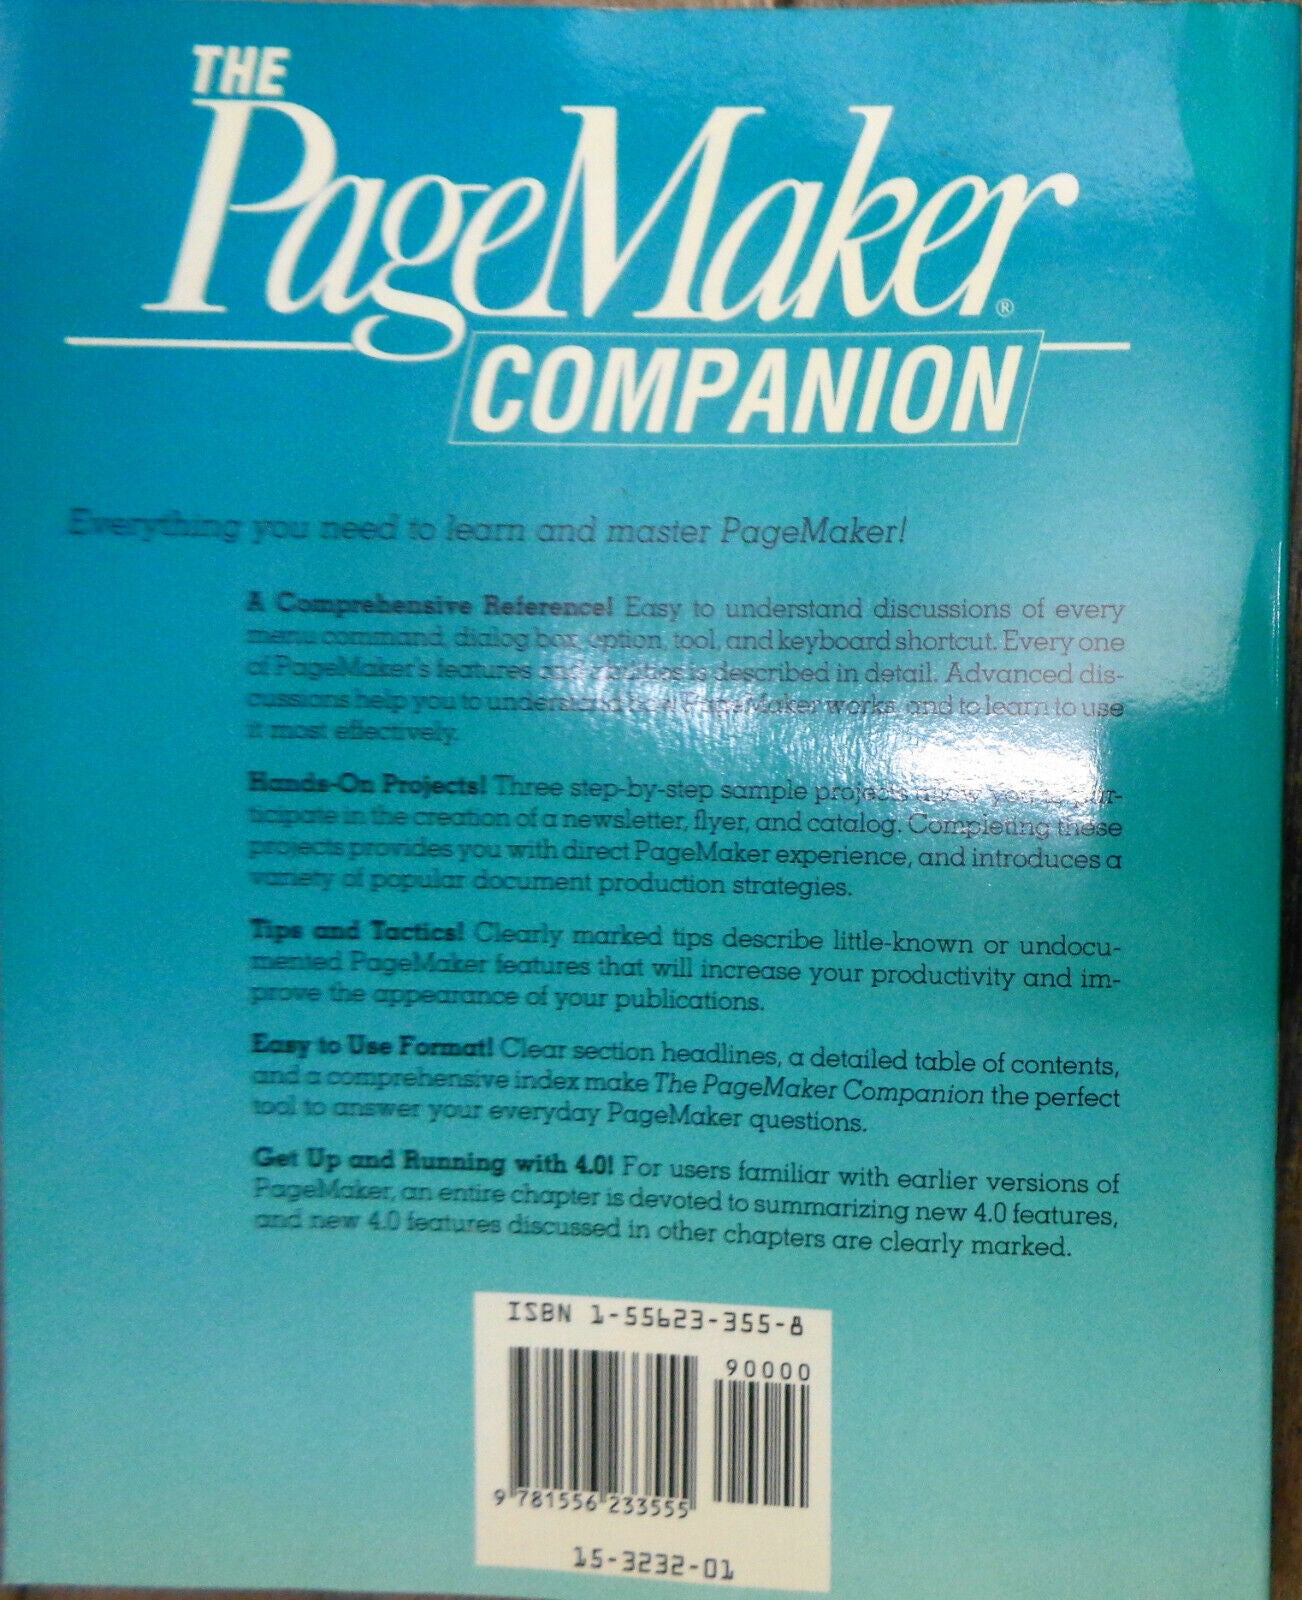 THE
PageMaker®
COMPANION
Everything you need to learn and master PageMaker!
A Comprehensive Reference! Easy to understand discussions of every
menu command, dialog box, option, tool, and keyboard shortcut. Every one
of PageMaker's features and is described in detail. Advanced dis-
cussions help you to understand how PageMaker works, and to learn to use
it most effectively.
Hands-On Projects! Three step-by-step sample projects allow you to par-
ticipate in the creation of a newsletter, flyer, and catalog. Completing these
projects provides you with direct PageMaker experience, and introduces a
variety of popular document production strategies.
Tips and Tactics! Clearly marked tips describe little-known or undocu-
mented PageMaker features that will increase your productivity and im-
prove the appearance of your publications.
Easy to Use Format! Clear section headlines, a detailed table of contents,
and a comprehensive index make The PageMaker Companion the perfect
tool to answer your everyday PageMaker questions.
Get Up and Running with 4.0! For users familiar with earlier versions of
PageMaker, an entire chapter is devoted to summarizing new 4.0 features,
and new 4.0 features discussed in other chapters are clearly marked.
ISBN 1-55623-355-8
90000
9 781556 233555
15-3232-01